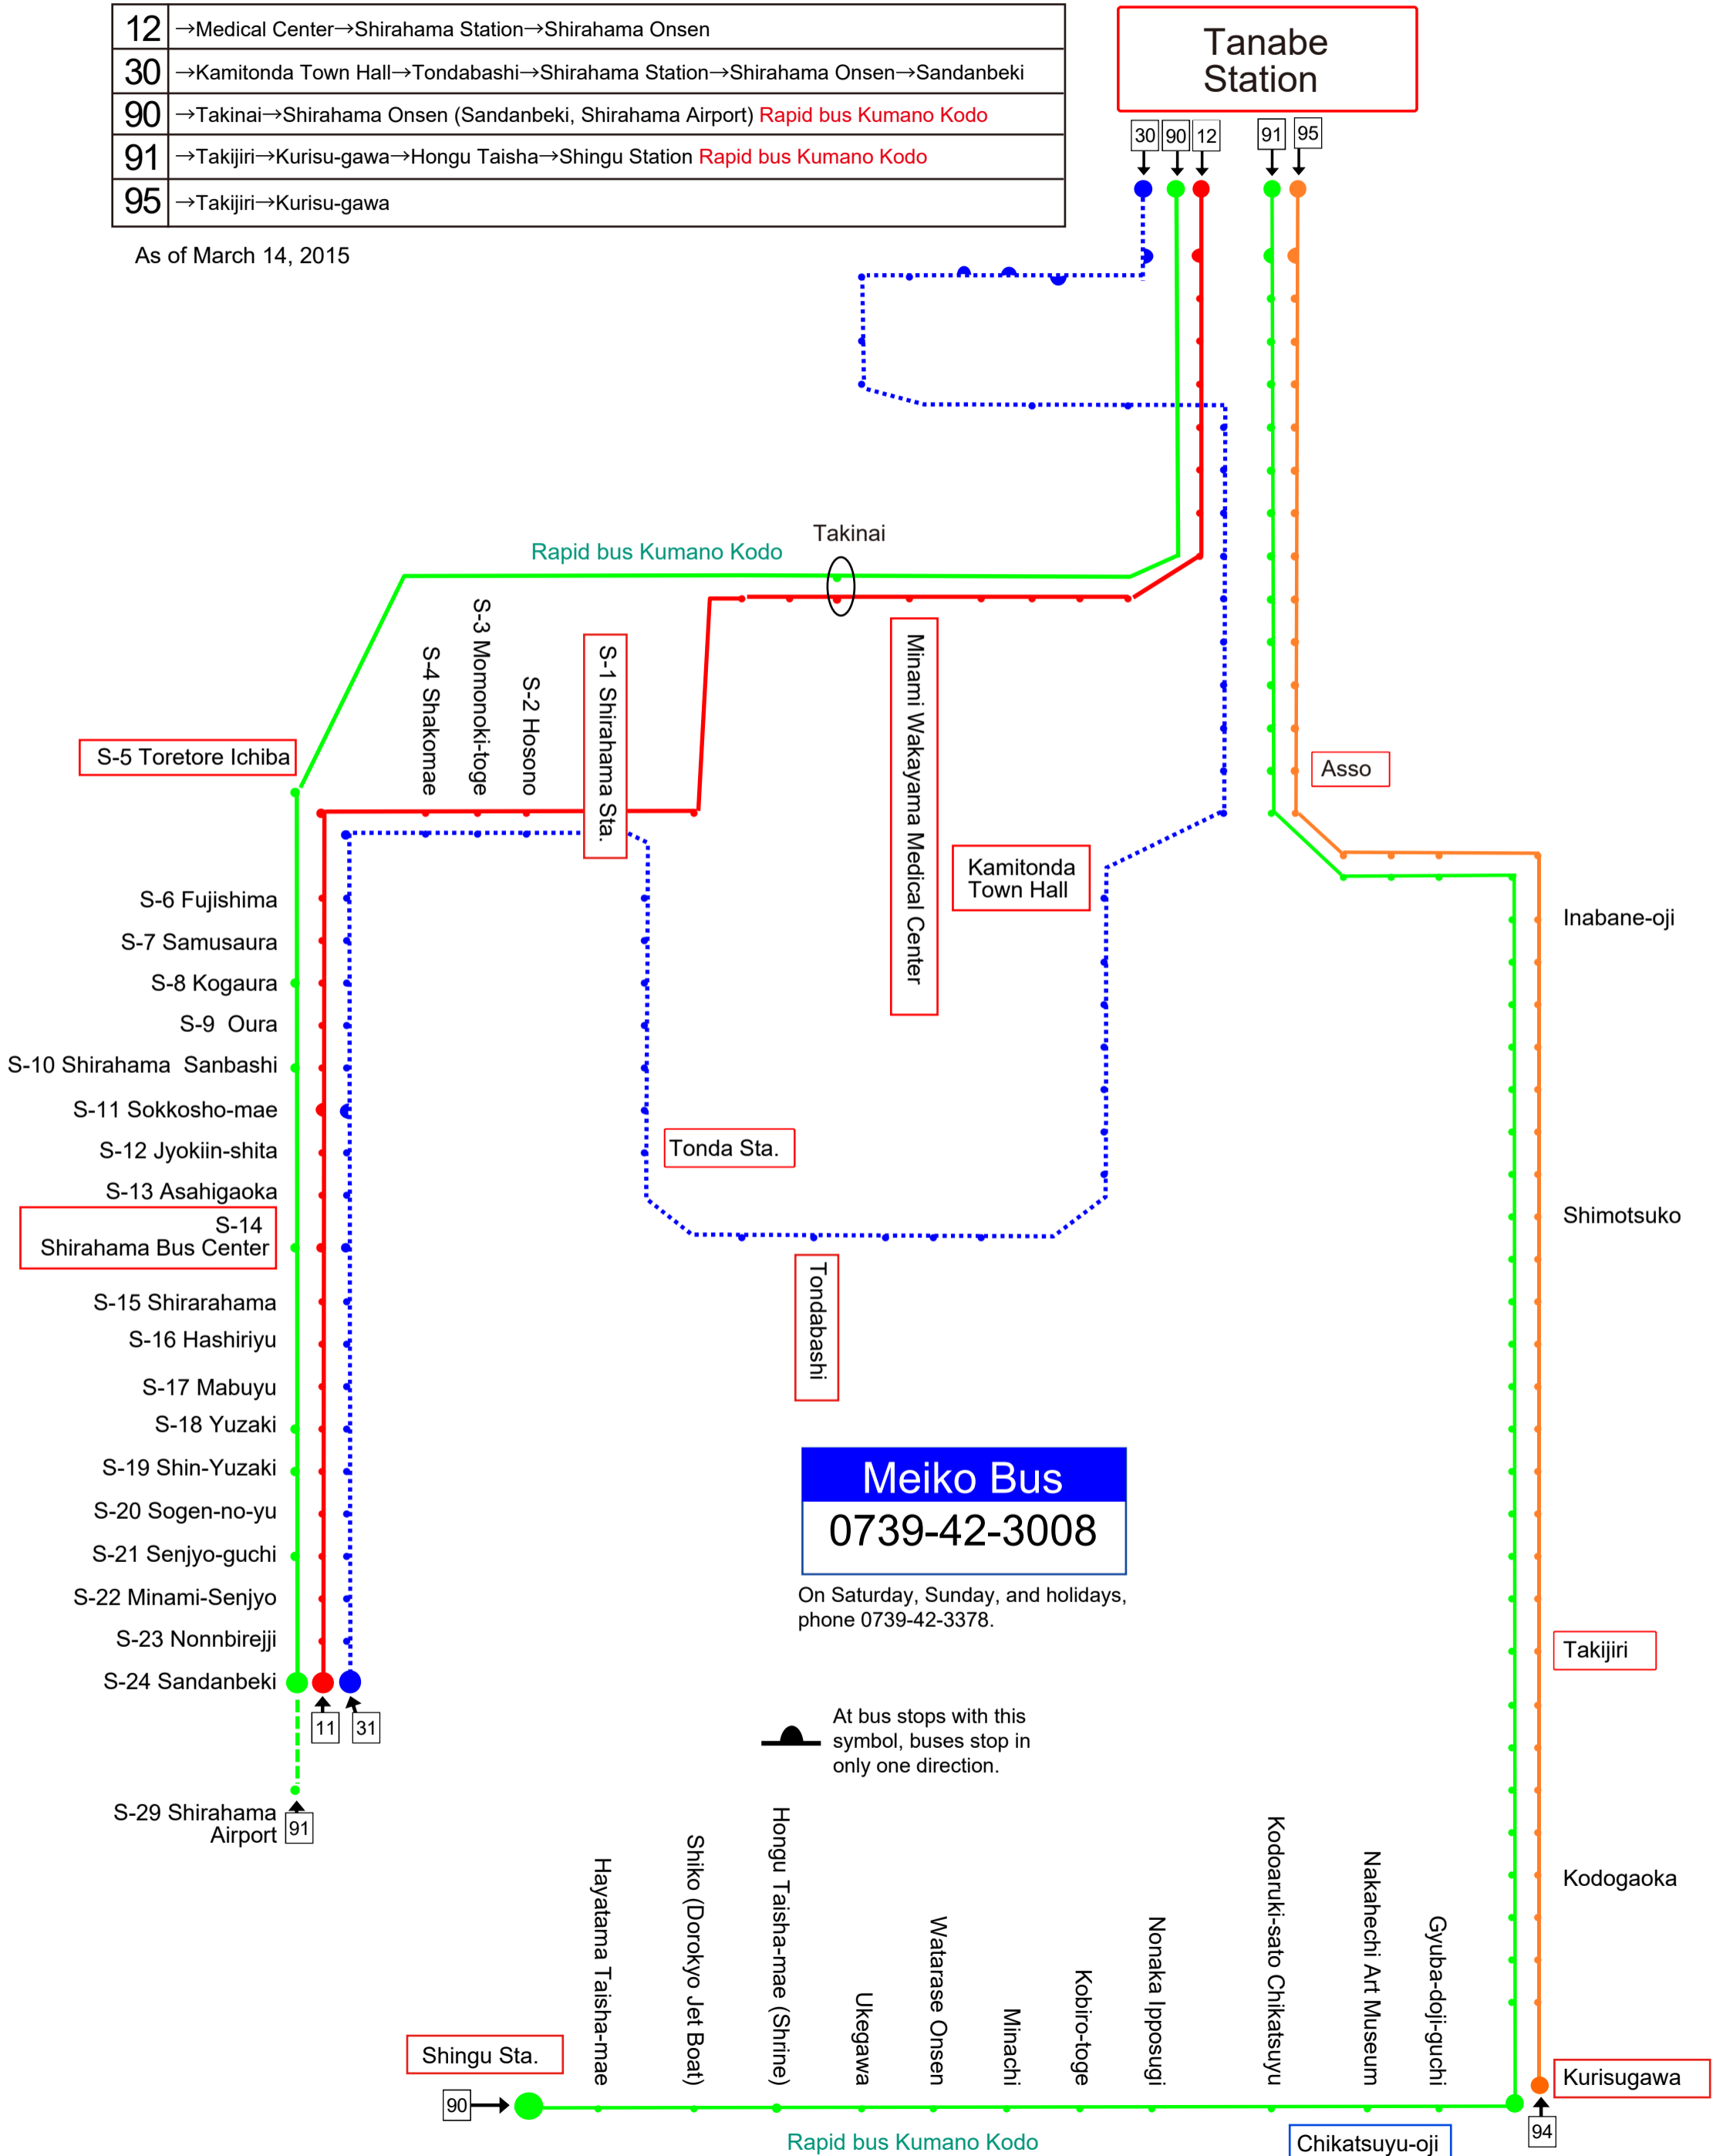 12 →Medical Center→Shirahama Station→Shirahama Onsen
30 →Kamitonda Town Hall→Tondabashi→Shirahama Station→Shirahama Onsen→Sandanbeki
90 →Takinai→Shirahama Onsen (Sandanbeki, Shirahama Airport) Rapid bus Kumano Kodo
91 →Takijiri→Kurisu-gawa→Hongu Taisha→Shingu Station Rapid bus Kumano Kodo
95 →Takijiri→Kurisu-gawa
As of March 14, 2015
Tanabe
Station
30 90 12 91 95
Takinai
Rapid bus Kumano Kodo
S-4 Shakomae
S-3 Momonoki-toge
S-2 Hosono
S-1 Shirahama Sta.
Minami Wakayama Medical Center
S-5 Toretore Ichiba
Asso
Kamitonda
Town Hall
S-6 Fujishima
S-7 Samusaura
S-8 Kogaura
S-9 Oura
S-10 Shirahama Sanbashi
S-11 Sokkosho-mae
S-12 Jyokiin-shita
S-13 Asahigaoka
S-14
Shirahama Bus Center
S-15 Shirarahama
S-16 Hashiriyu
S-17 Mabuyu
S-18 Yuzaki
S-19 Shin-Yuzaki
S-20 Sogen-no-yu
S-21 Senjyo-guchi
S-22 Minami-Senjyo
S-23 Nonnbirejji
S-24 Sandanbeki
11 31
S-29 Shirahama
Airport
91
Tonda Sta.
Tondabashi
Inabane-oji
Shimotsuko
Takijiri
Kodogaoka
Kurisugawa
94
Meiko Bus
0739-42-3008
On Saturday, Sunday, and holidays,
phone 0739-42-3378.
At bus stops with this
symbol, buses stop in
only one direction.
Shingu Sta.
90
Hayatama Taisha-mae
Shiko (Dorokyo Jet Boat)
Hongu Taisha-mae (Shrine)
Ukegawa
Watarase Onsen
Minachi
Kobiro-toge
Nonaka Ipposugi
Kodoaruki-sato Chikatsuyu
Nakahechi Art Museum
Gyuba-doji-guchi
Rapid bus Kumano Kodo
Chikatsuyu-oji